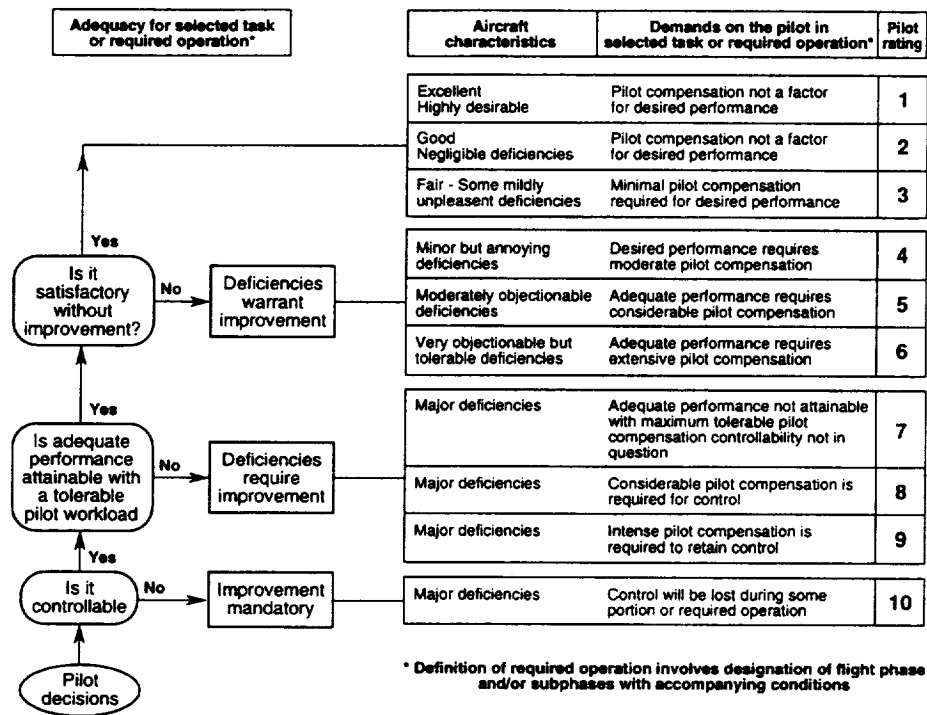 Adequacy for selected task
or required operation*
Aircraft
characteristics
Demands on the pilot in
selected task or required operation*
Pilot
rating
Excellent
Highly desirable
Pilot compensation not a factor
for desired performance
1
Good
Negligible deficiencies
Pilot compensation not a factor
for desired performance
2
Fair - Some mildly
unpleasent deficiencies
Minimal pilot compensation
required for desired performance
3
Yes
Is it
satisfactory
without
improvement?
No
Deficiencies
warrant
improvement
Minor but annoying
deficiencies
Desired performance requires
moderate pilot compensation
4
Moderately objectionable
deficiencies
Adequate performance requires
considerable pilot compensation
5
Very objectionable but
tolerable deficiencies
Adequate performance requires
extensive pilot compensation
6
Yes
Is adequate
performance
attainable with
a tolerable
pilot workload
No
Deficiencies
require
improvement
Major deficiencies
Adequate performance not attainable
with maximum tolerable pilot
compensation controllability not in
question
7
Major deficiencies
Considerable pilot compensation is
required for control
8
Major deficiencies
Intense pilot compensation is
required to retain control
9
Yes
Is it
controllable
No
Improvement
mandatory
Major deficiencies
Control will be lost during some
portion or required operation
10
Pilot
decisions
* Definition of required operation involves designation of flight phase
and/or subphases with accompanying conditions